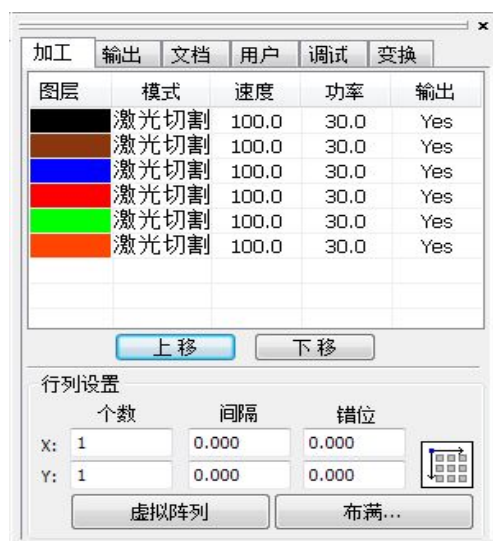 加工 输出 文档 用户 调试 变换
图层 模式 速度 功率 输出
激光切割 100.0 30.0 Yes
激光切割 100.0 30.0 Yes
激光切割 100.0 30.0 Yes
激光切割 100.0 30.0 Yes
激光切割 100.0 30.0 Yes
激光切割 100.0 30.0 Yes
上移 下移
行列设置
个数 间隔 错位
X: 1 0.000 0.000
Y: 1 0.000 0.000
虚拟阵列 布满...